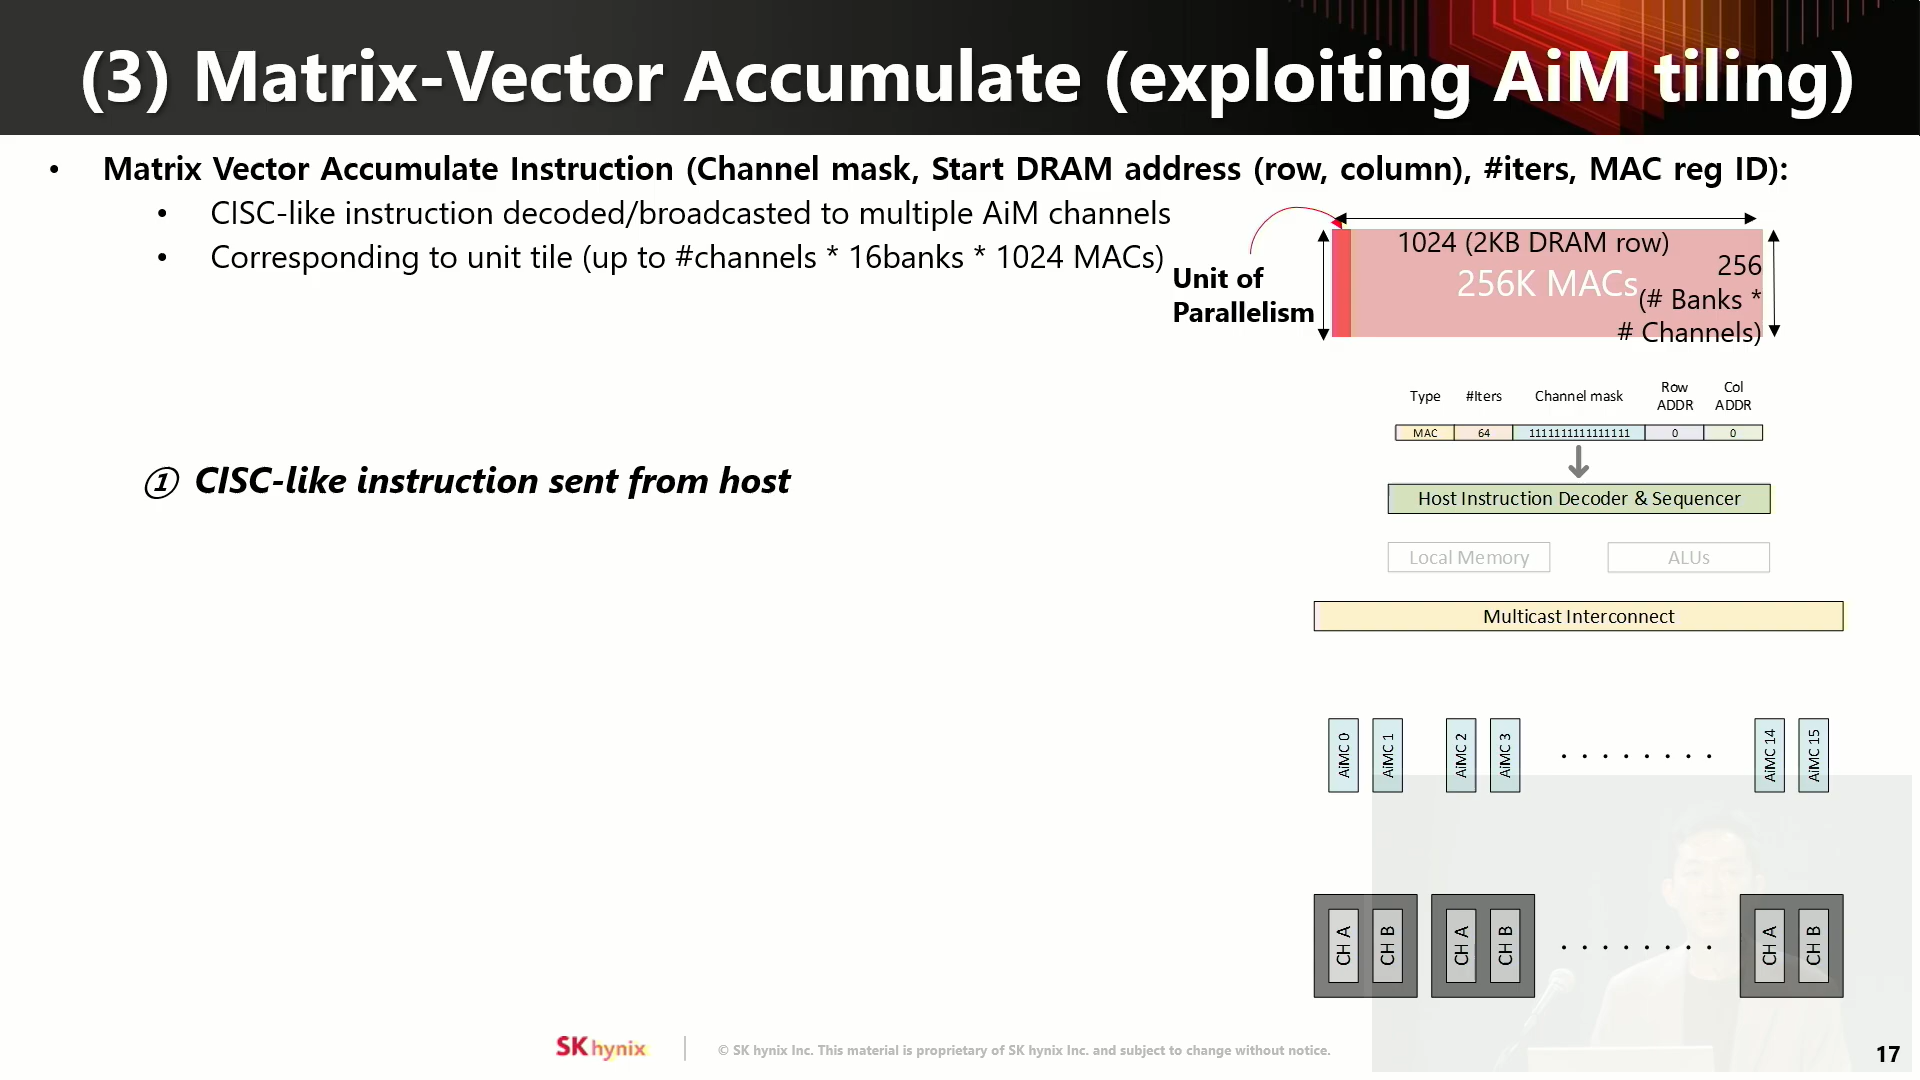 (3) Matrix-Vector Accumulate (exploiting AiM tiling)
• Matrix Vector Accumulate Instruction (Channel mask, Start DRAM address (row, column), #iters, MAC reg ID):
• CISC-like instruction decoded/broadcasted to multiple AiM channels
• Corresponding to unit tile (up to #channels * 16banks * 1024 MACs)
Unit of
Parallelism
1024 (2KB DRAM row)
256K MACs
256
(# Banks *
# Channels)
Type #Iters Channel mask Row ADDR Col ADDR
MAC 64 1111111111111111 0 0
① CISC-like instruction sent from host
Host Instruction Decoder & Sequencer
Local Memory ALUs
Multicast Interconnect
AiMC 0 AiMC 1 AiMC 2 AiMC 3 . . . . . . . . AiMC 14 AiMC 15
CH A CH B CH A CH B . . . . . . . . CH A CH B
SK hynix
© SK hynix Inc. This material is proprietary of SK hynix Inc. and subject to change without notice.
17